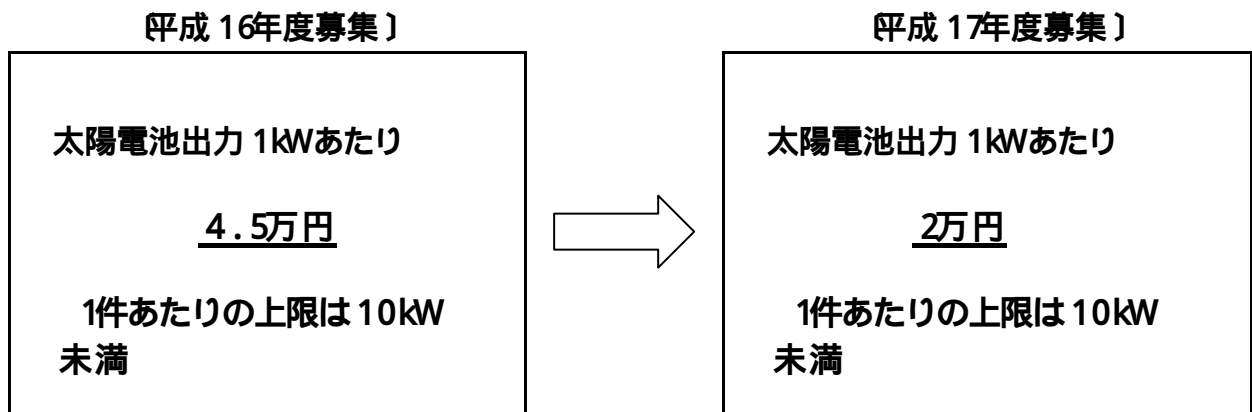 〔平成16年度募集〕
太陽電池出力1kWあたり
4.5万円
1件あたりの上限は10kW
未満
〔平成17年度募集〕
太陽電池出力1kWあたり
2万円
1件あたりの上限は10kW
未満